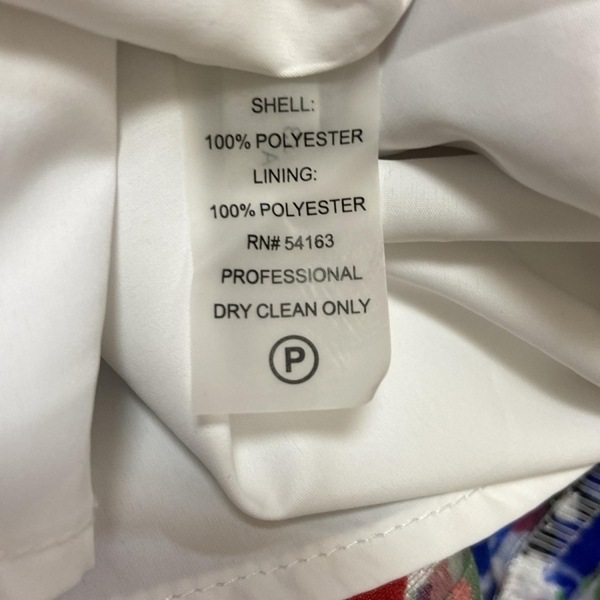 SHELL:
100% POLYESTER
LINING:
100% POLYESTER
RN# 54163
PROFESSIONAL
DRY CLEAN ONLY
P